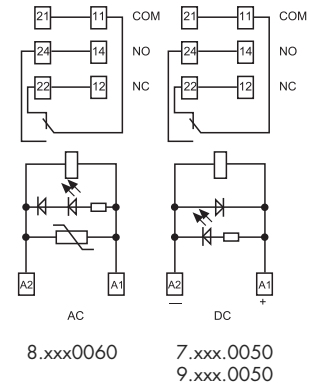 21 11 COM 21 11 COM
24 14 NO 24 14 NO
22 12 NC 22 12 NC
A2 A1 A2 A1
— +
AC DC
8.xxx0060 7.xxx.0050
9.xxx.0050